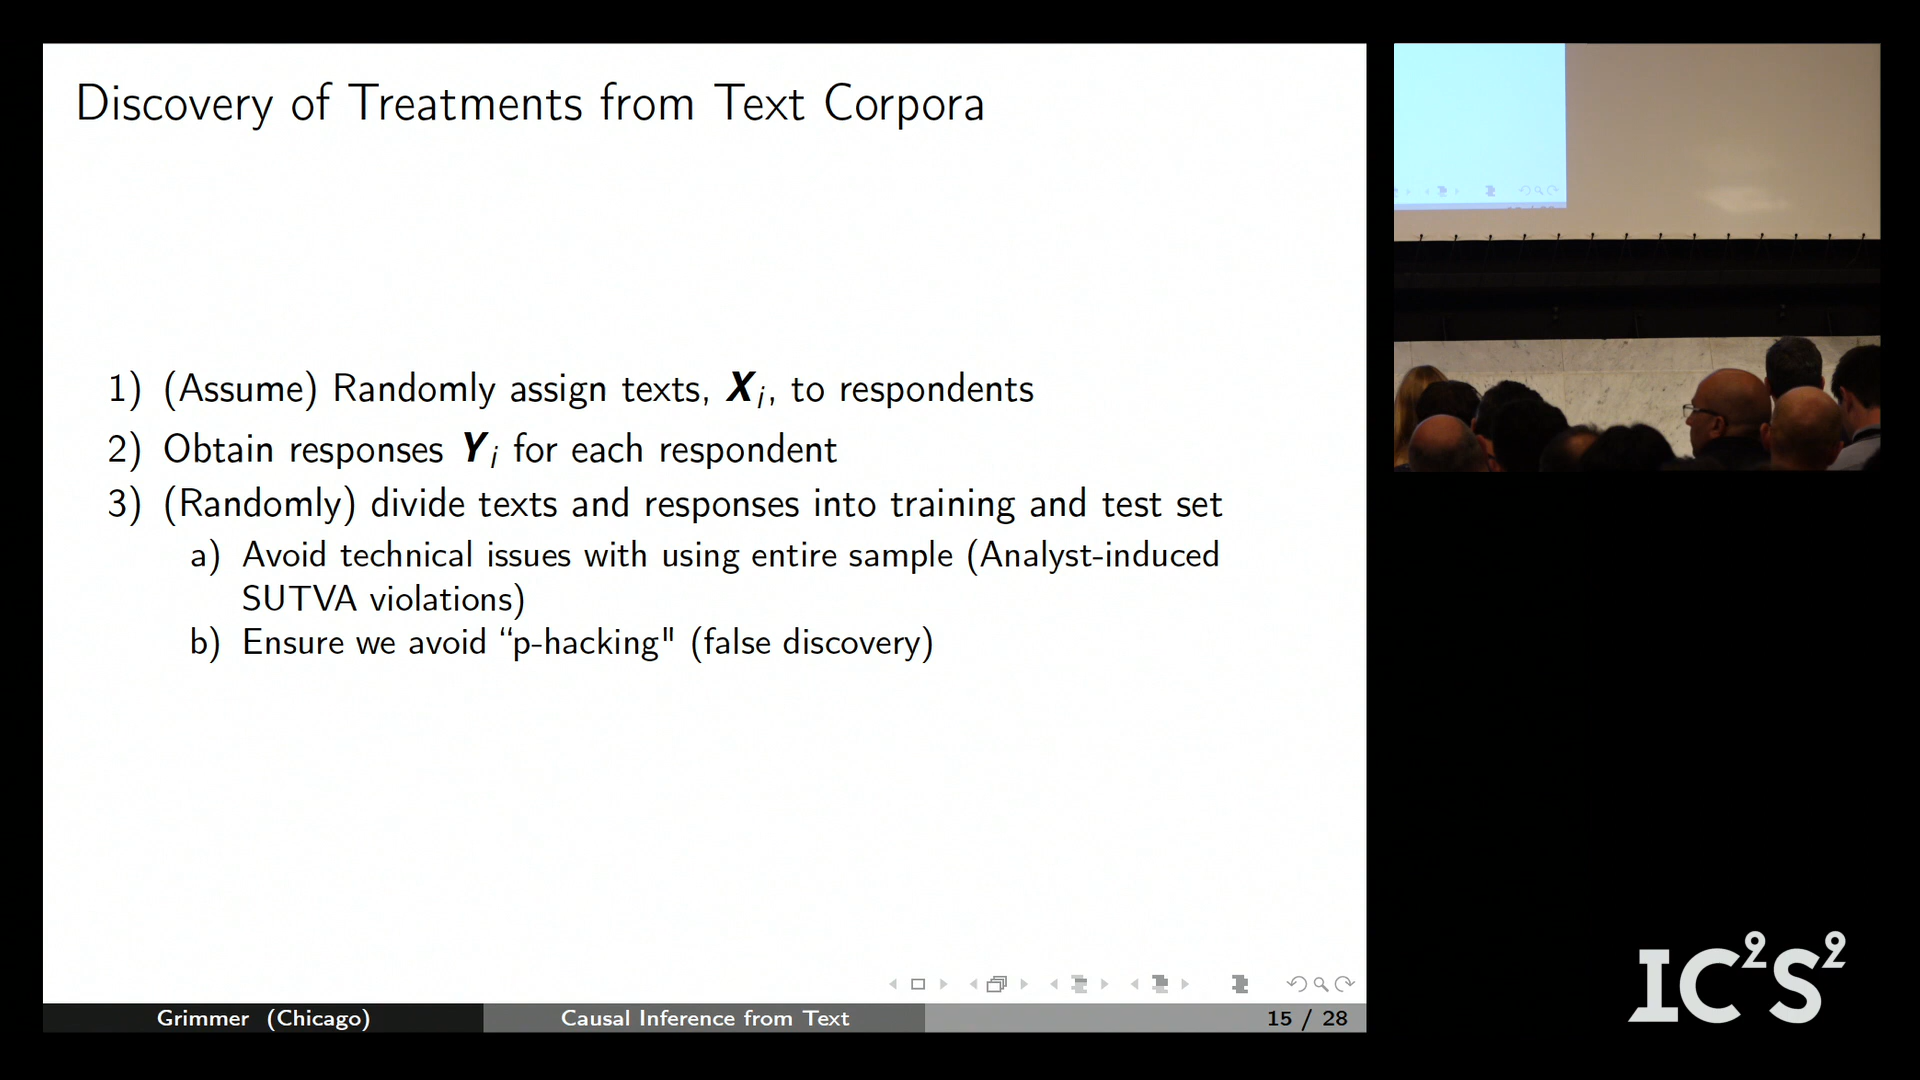 Discovery of Treatments from Text Corpora
1) (Assume) Randomly assign texts, Xi, to respondents
2) Obtain responses Yi for each respondent
3) (Randomly) divide texts and responses into training and test set
a) Avoid technical issues with using entire sample (Analyst-induced
SUTVA violations)
b) Ensure we avoid “p-hacking" (false discovery)
Grimmer (Chicago)
Causal Inference from Text
15 / 28
IC²S²